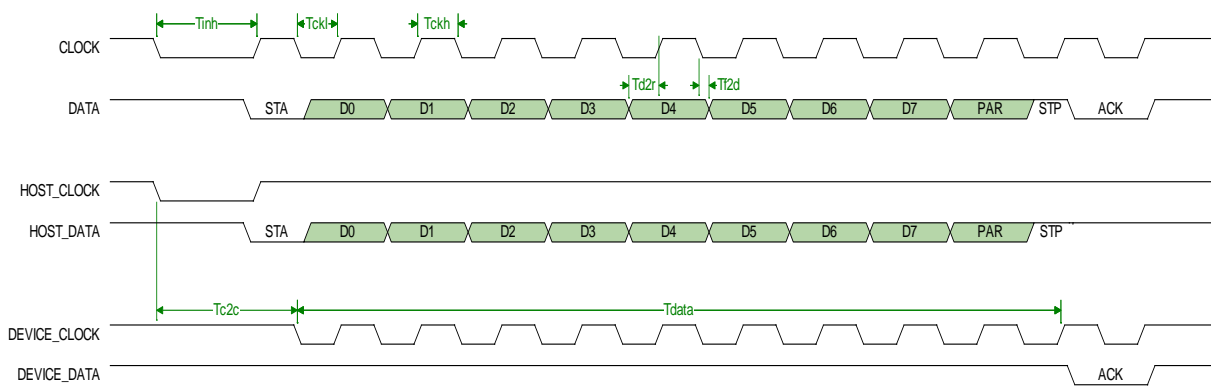 Tinh Tckl Tckh
CLOCK
Td2r Tf2d
DATA STA D0 D1 D2 D3 D4 D5 D6 D7 PAR STP ACK
HOST_CLOCK
HOST_DATA STA D0 D1 D2 D3 D4 D5 D6 D7 PAR STP
Tc2c Tdata
DEVICE_CLOCK
DEVICE_DATA ACK